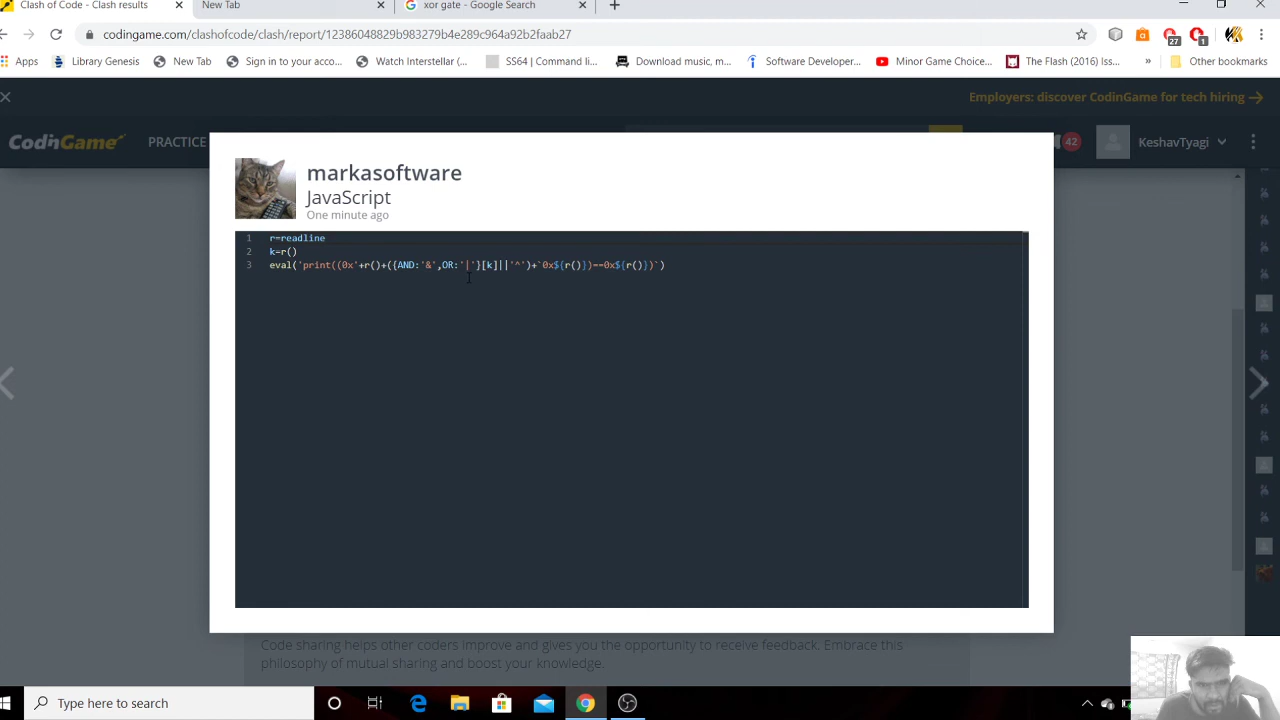 Clash of Code - Clash results
New Tab
xor gate - Google Search
codingame.com/clashofcode/clash/report/12386048829b983279b4e289c90fa92b2faab27
27
1
Apps
Library Genesis
New Tab
Sign in to your acco...
Watch Interstellar (...
SS64 | Command li...
Download music, m...
Software Developer...
Minor Game Choice...
The Flash (2016) Iss...
»
Other bookmarks
Employers: discover CodinGame for tech hiring
CodinGame
PRACTICE
42
KeshavTyagi
markasoftware
JavaScript
One minute ago
1 r=readline
2 k=r()
3 eval('print((0x'+r()+({AND:'&',OR:'|'}[k]||'^')+`0x${r()})==0x${r()})`)
Code sharing helps other coders improve and gives you the opportunity to receive feedback. Embrace this
philosophy of mutual sharing and boost your knowledge.
Type here to search